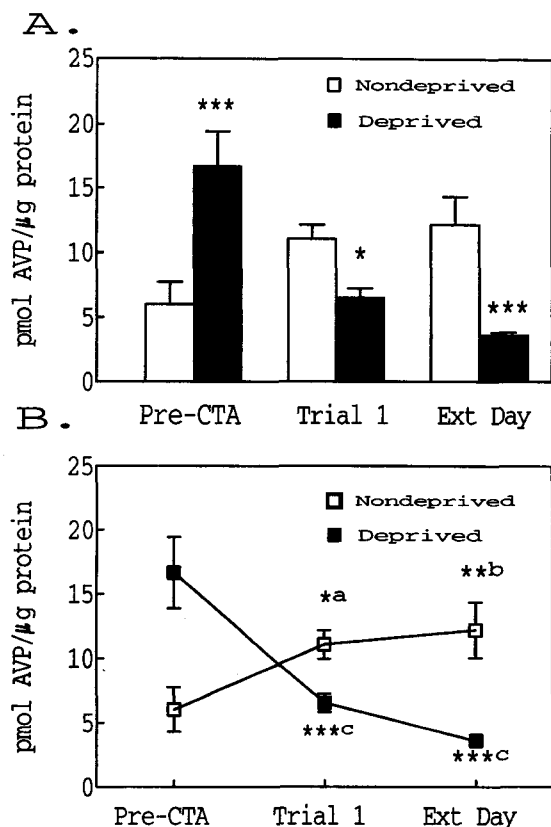 A.
pmol AVP/µg protein
25
20
15
10
5
0
Nondeprived
Deprived
***
*
***
Pre-CTA Trial 1 Ext Day
B.
pmol AVP/µg protein
25
20
15
10
5
0
Nondeprived
Deprived
*a
**b
***c
***c
Pre-CTA Trial 1 Ext Day